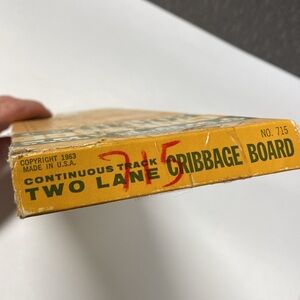 COPYRIGHT 1963
MADE IN U.S.A.
CONTINUOUS TRACK
TWO LANE CRIBBAGE BOARD
NO. 715
715